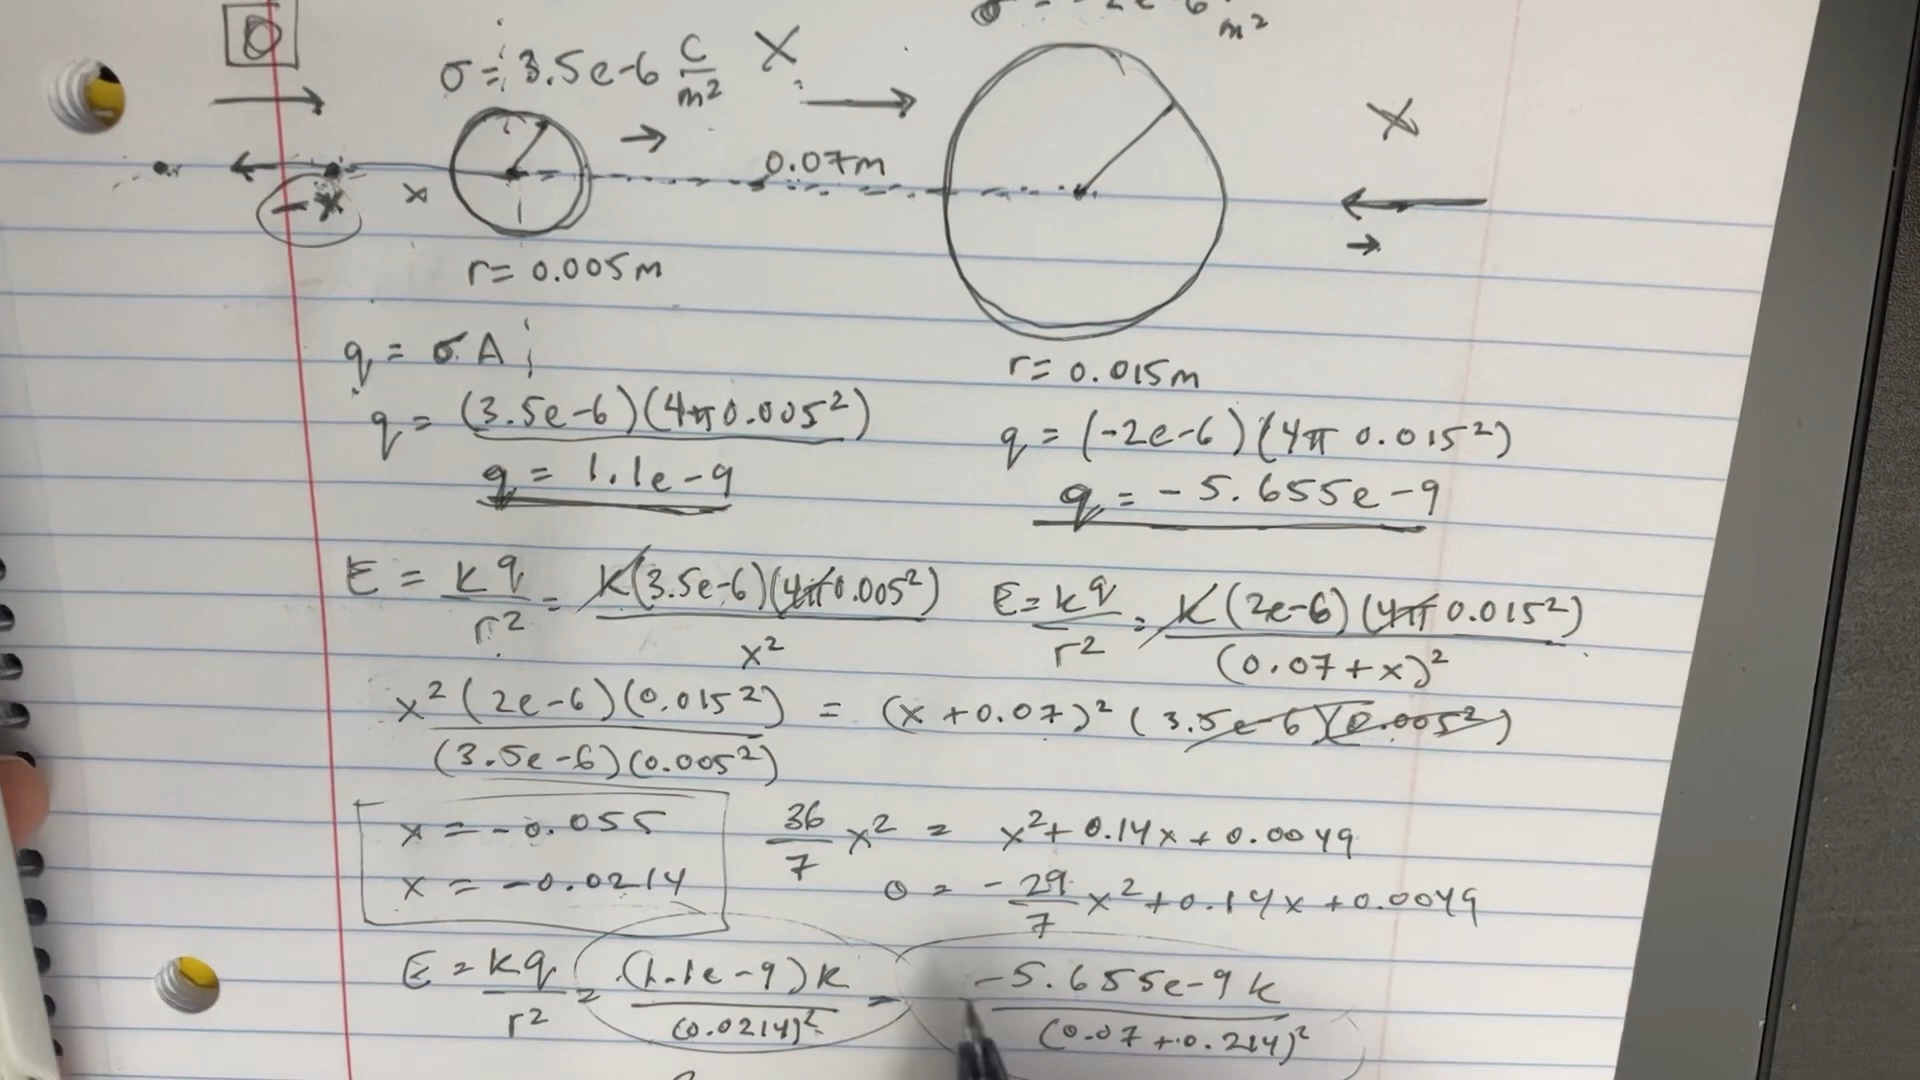 0
σ = 3.5e-6 C/m² X
m²
X
0.07m
-x x
r = 0.005m
r = 0.015m
q = σA;
q = (3.5e-6)(4π0.005²)
q = 1.1e-9
q = (-2e-6)(4π 0.015²)
q = -5.655e-9
E = kq/r² = K(3.5e-6)(4π0.005²)/x²
E = kq/r² = K(2e-6)(4π0.015²)/(0.07+x)²
x²(2e-6)(0.015²)/(3.5e-6)(0.005²) = (x+0.07)²(3.5e-6)(0.005²)
x = -0.055
x = -0.0214
36/7 x² = x²+0.14x+0.0049
0 = -29/7 x²+0.14x+0.0049
E = kq/r² = (1.1e-9)k/(0.0214)² - -5.655e-9k/(0.07+0.214)²